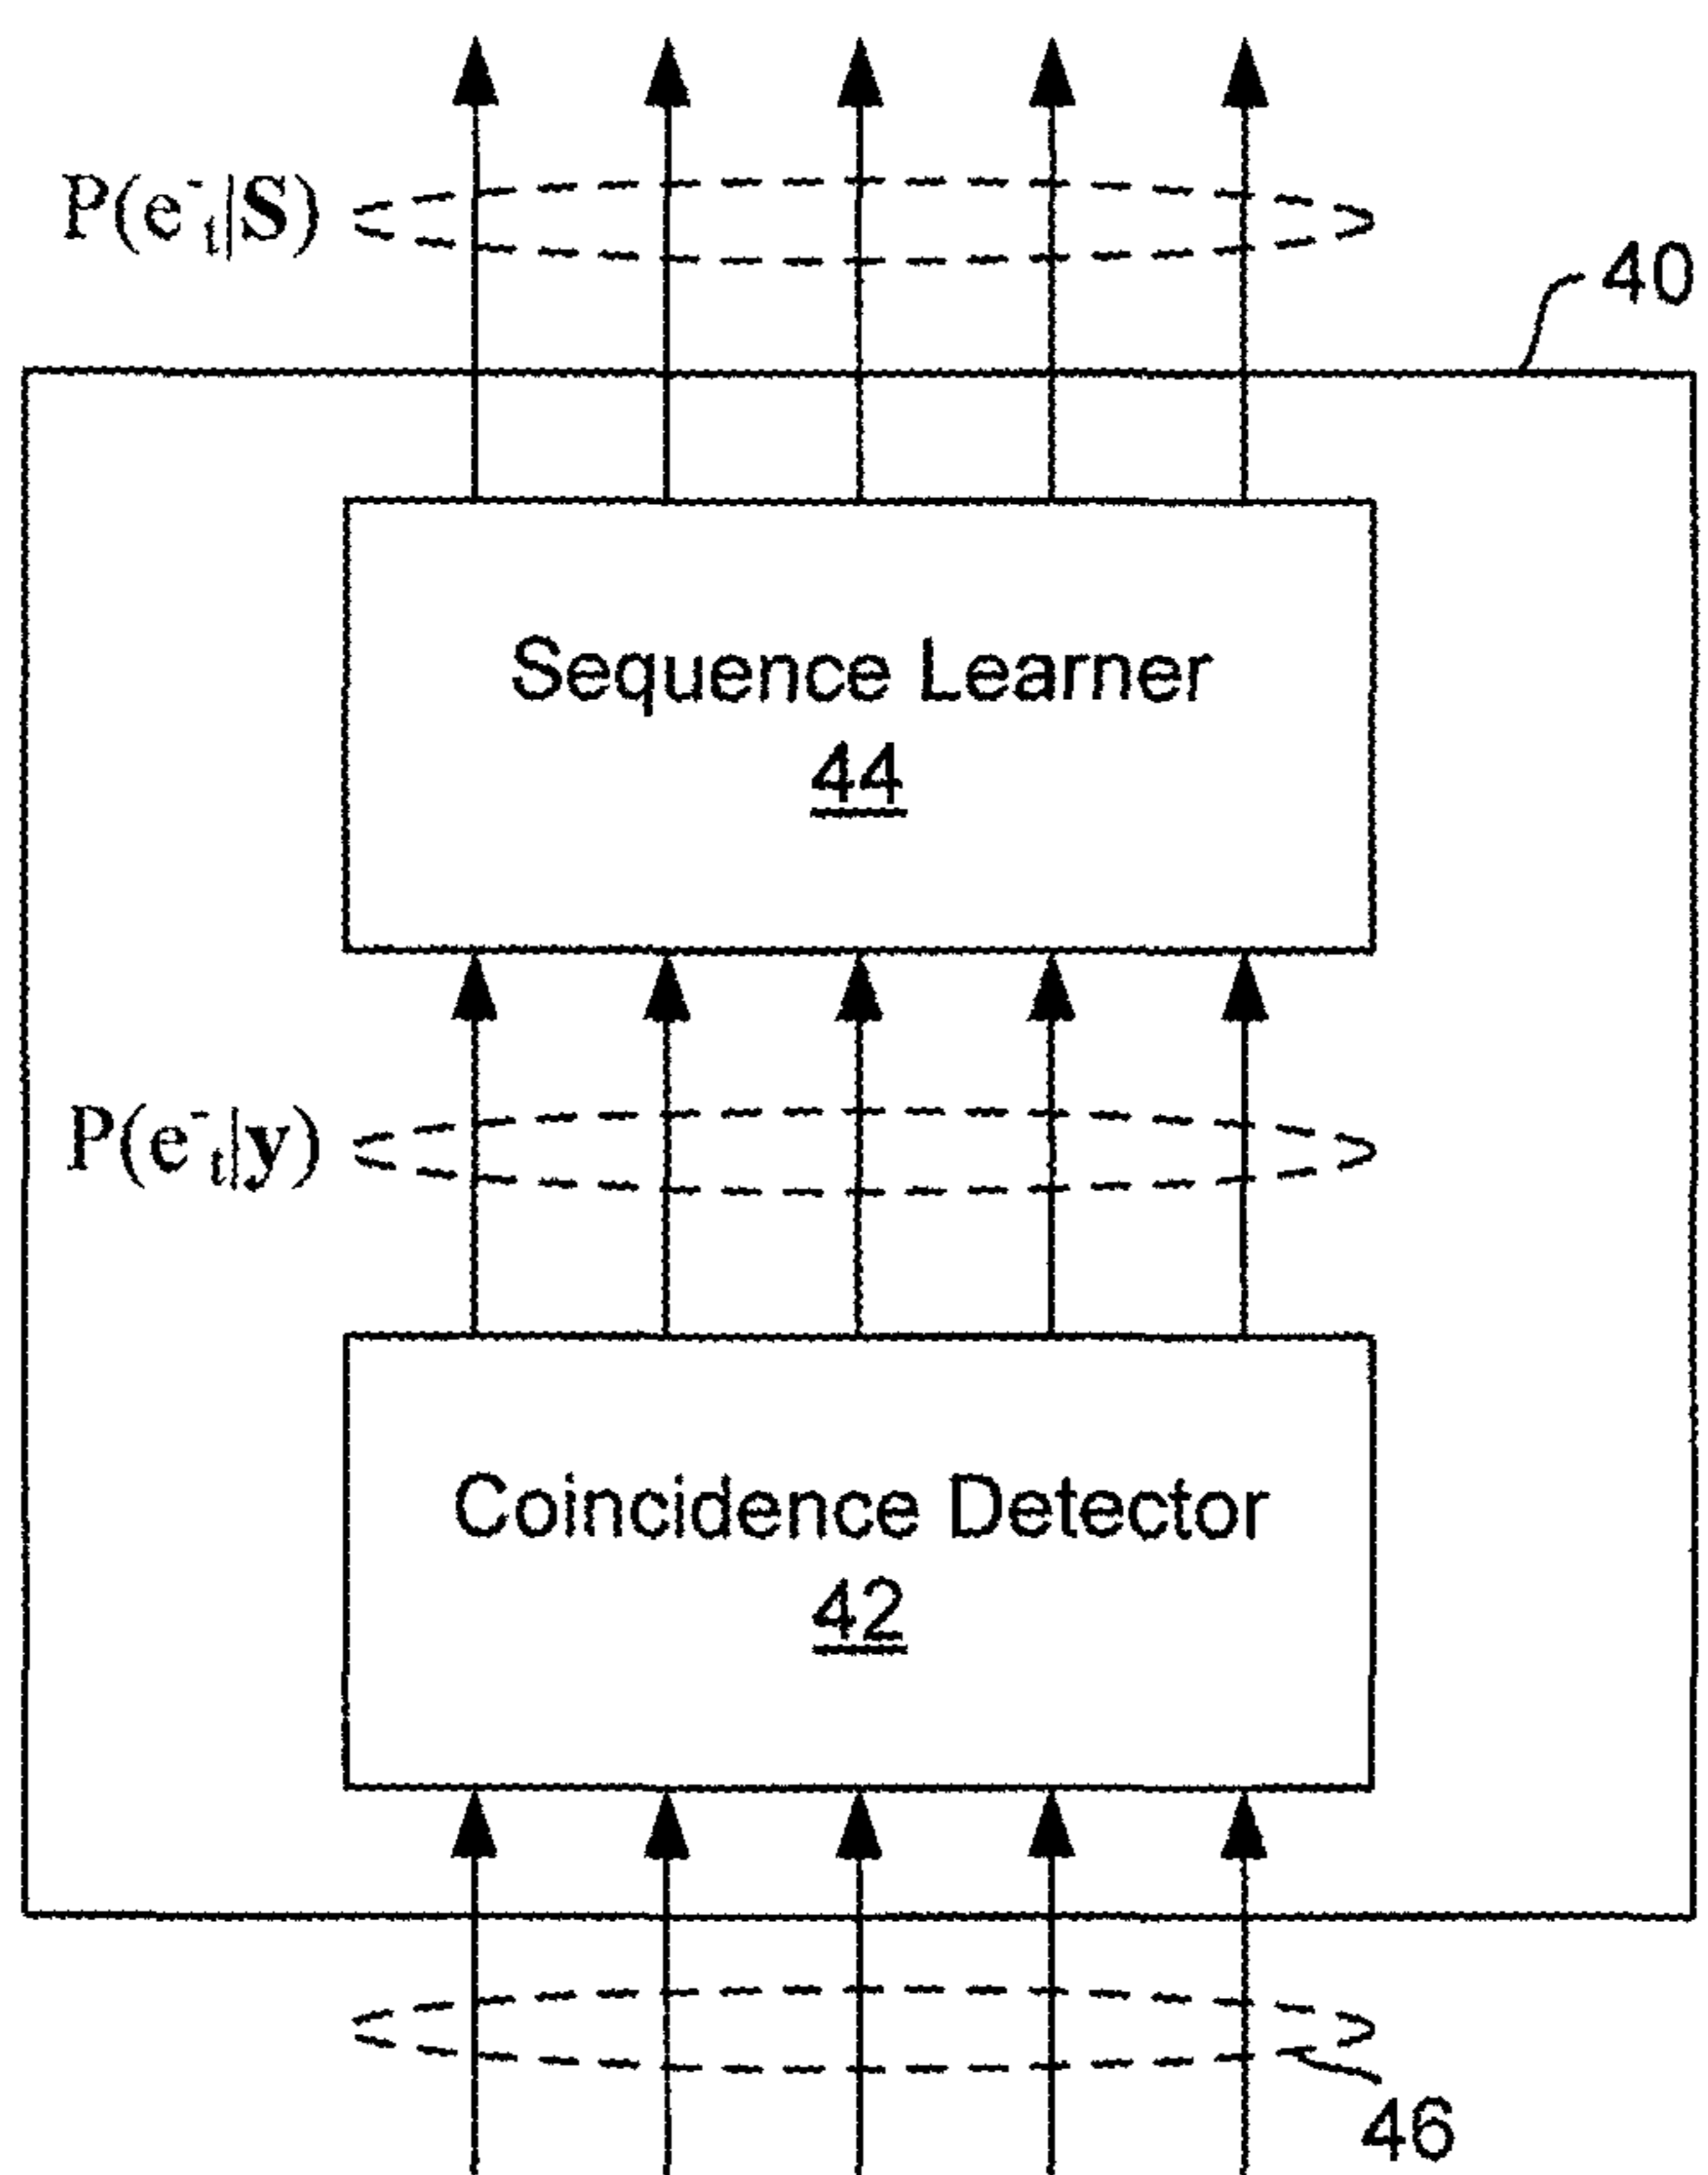 P(e⁻ₜ|S)
40
Sequence Learner
44
P(e⁻ₜ|y)
Coincidence Detector
42
46